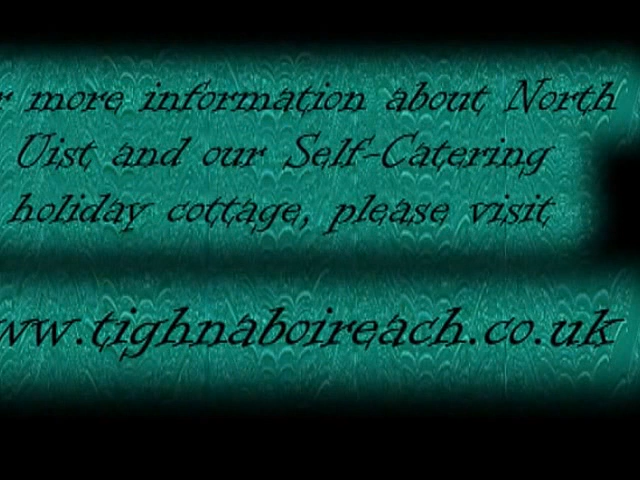 r more information about North
Uist and our Self-Catering
holiday cottage, please visit
ww.tighnaboireach.co.uk